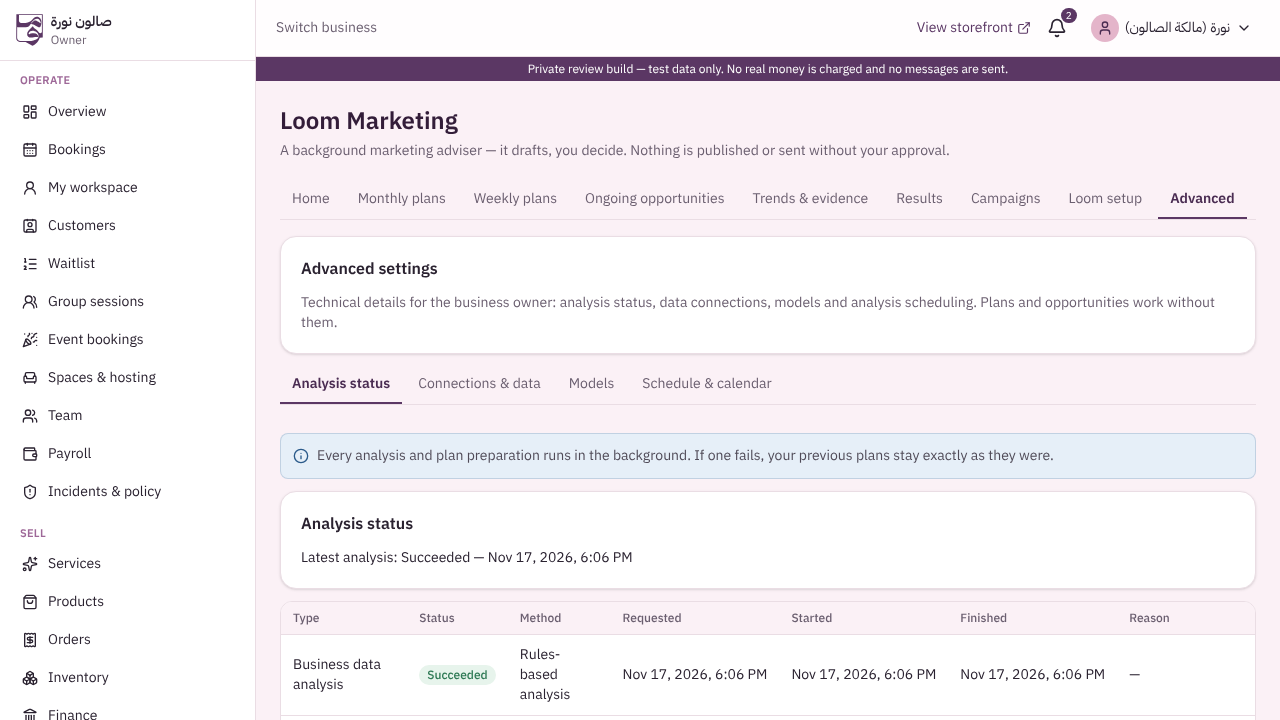 صالون نورة
Owner
Switch business
View storefront
2
نورة (مالكة الصالون)
Private review build — test data only. No real money is charged and no messages are sent.
OPERATE
Overview
Bookings
My workspace
Customers
Waitlist
Group sessions
Event bookings
Spaces & hosting
Team
Payroll
Incidents & policy
SELL
Services
Products
Orders
Inventory
Finance
Loom Marketing
A background marketing adviser — it drafts, you decide. Nothing is published or sent without your approval.
Home Monthly plans Weekly plans Ongoing opportunities Trends & evidence Results Campaigns Loom setup Advanced
Advanced settings
Technical details for the business owner: analysis status, data connections, models and analysis scheduling. Plans and opportunities work without
them.
Analysis status Connections & data Models Schedule & calendar
Every analysis and plan preparation runs in the background. If one fails, your previous plans stay exactly as they were.
Analysis status
Latest analysis: Succeeded — Nov 17, 2026, 6:06 PM
Type Status Method Requested Started Finished Reason
Business data
analysis
Succeeded
Rules-
based
analysis
Nov 17, 2026, 6:06 PM Nov 17, 2026, 6:06 PM Nov 17, 2026, 6:06 PM —